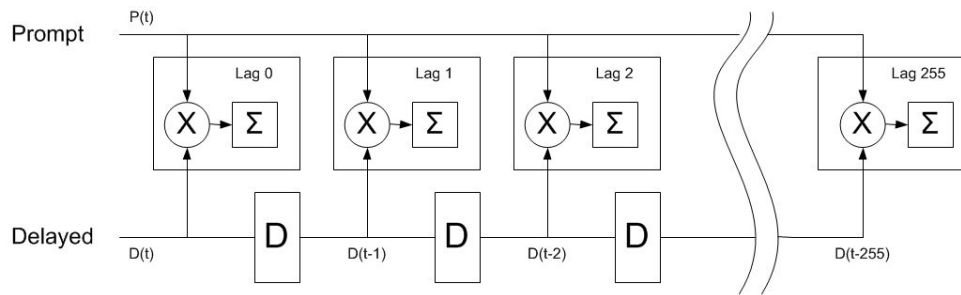 P(t)
Prompt
Lag 0 Lag 1 Lag 2 Lag 255
X Σ X Σ X Σ X Σ
Delayed D D D
D(t) D(t-1) D(t-2) D(t-255)